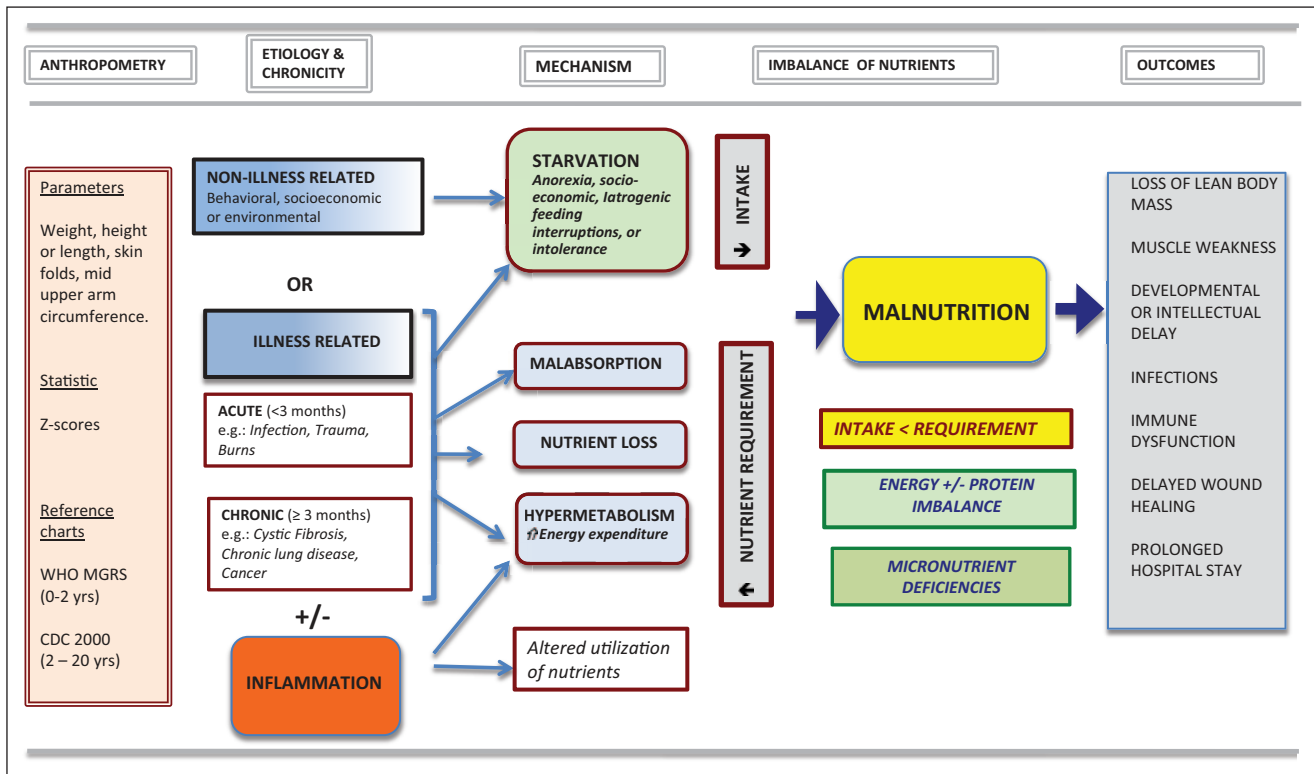 ANTHROPOMETRY
ETIOLOGY &
CHRONICITY
MECHANISM
IMBALANCE OF NUTRIENTS
OUTCOMES
Parameters
Weight, height
or length, skin
folds, mid
upper arm
circumference.
Statistic
Z-scores
Reference
charts
WHO MGRS
(0-2 yrs)
CDC 2000
(2 – 20 yrs)
NON-ILLNESS RELATED
Behavioral, socioeconomic
or environmental
OR
ILLNESS RELATED
ACUTE (<3 months)
e.g.: Infection, Trauma,
Burns
CHRONIC (≥ 3 months)
e.g.: Cystic Fibrosis,
Chronic lung disease,
Cancer
+/-
INFLAMMATION
STARVATION
Anorexia, socio-
economic, Iatrogenic
feeding
interruptions, or
intolerance
MALABSORPTION
NUTRIENT LOSS
HYPERMETABOLISM
⇑Energy expenditure
Altered utilization
of nutrients
➔ INTAKE
➔ NUTRIENT REQUIREMENT
MALNUTRITION
INTAKE < REQUIREMENT
ENERGY +/- PROTEIN
IMBALANCE
MICRONUTRIENT
DEFICIENCIES
LOSS OF LEAN BODY
MASS
MUSCLE WEAKNESS
DEVELOPMENTAL
OR INTELLECTUAL
DELAY
INFECTIONS
IMMUNE
DYSFUNCTION
DELAYED WOUND
HEALING
PROLONGED
HOSPITAL STAY